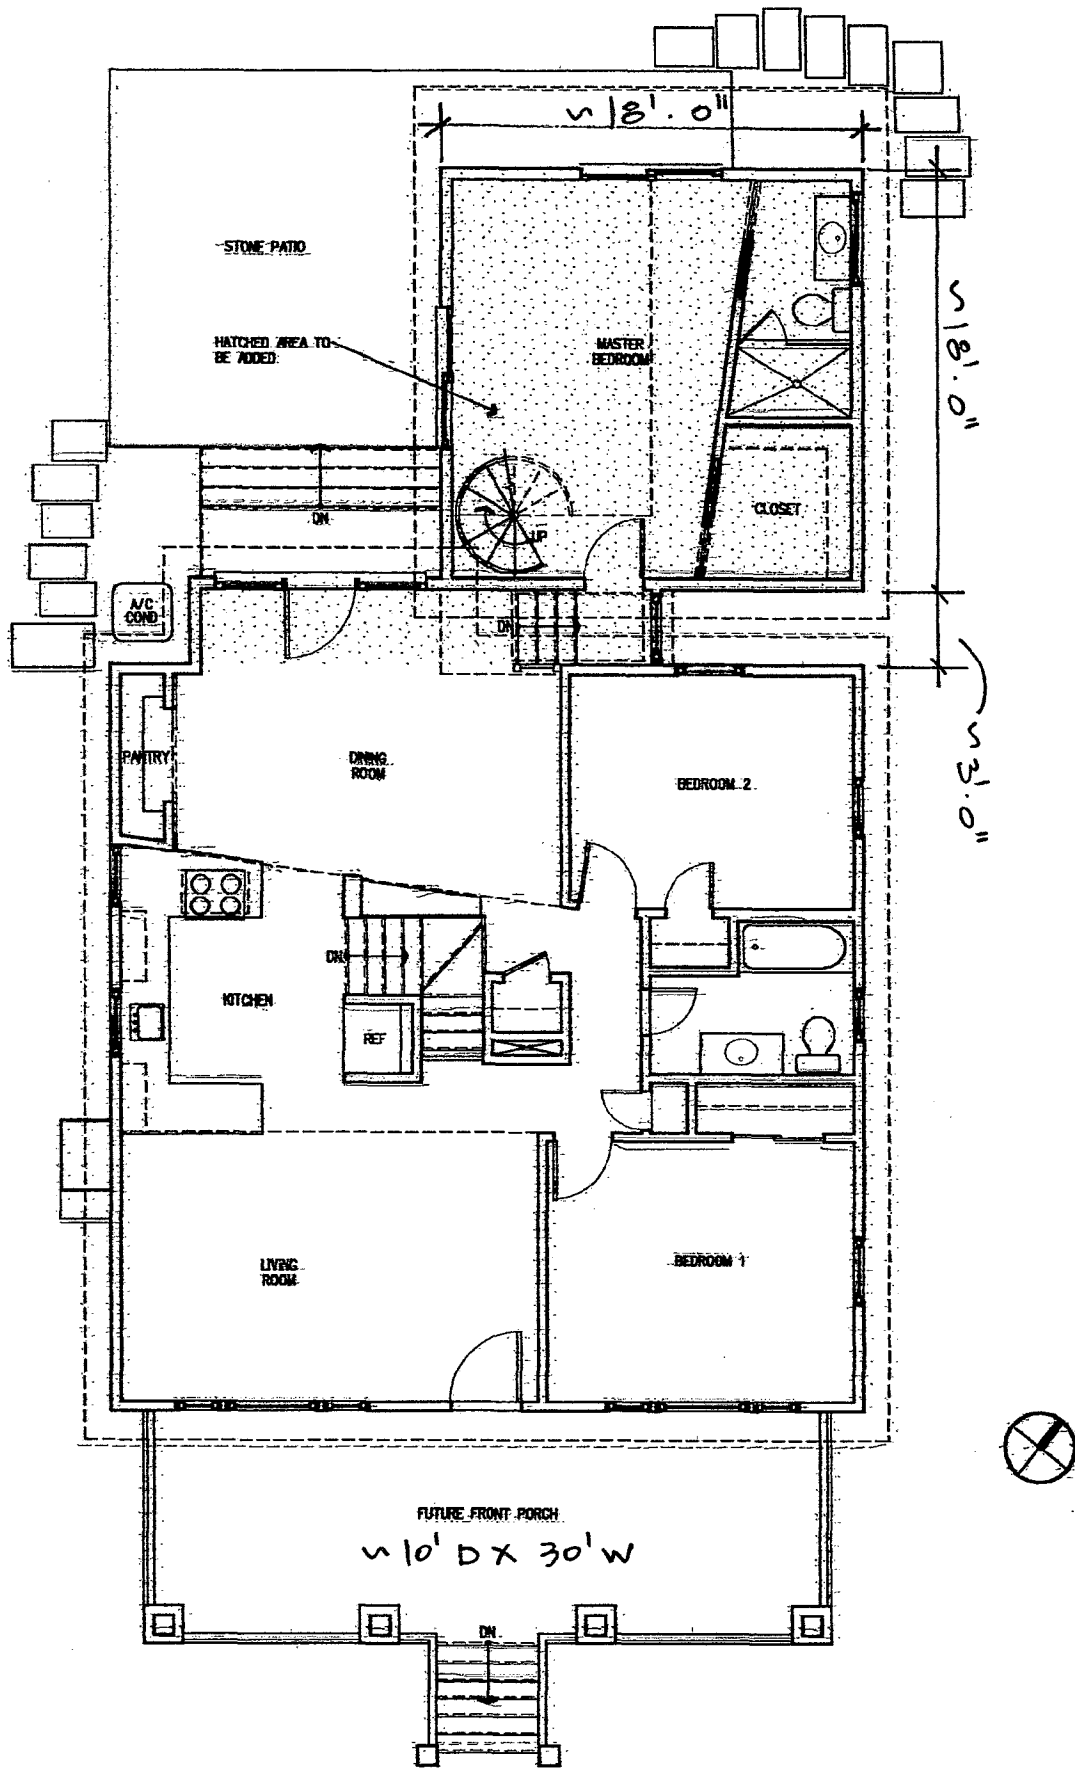 ~18'.0"
STONE PATIO
~18'.0"
HATCHED AREA TO
BE ADDED
MASTER
BEDROOM
CLOSET
DN
UP
A/C
COND
DN
~3'.0"
PANTRY
DINING
ROOM
BEDROOM 2
DN
KITCHEN
REF
LIVING
ROOM
BEDROOM 1
FUTURE FRONT PORCH
~10' D X 30' W
DN